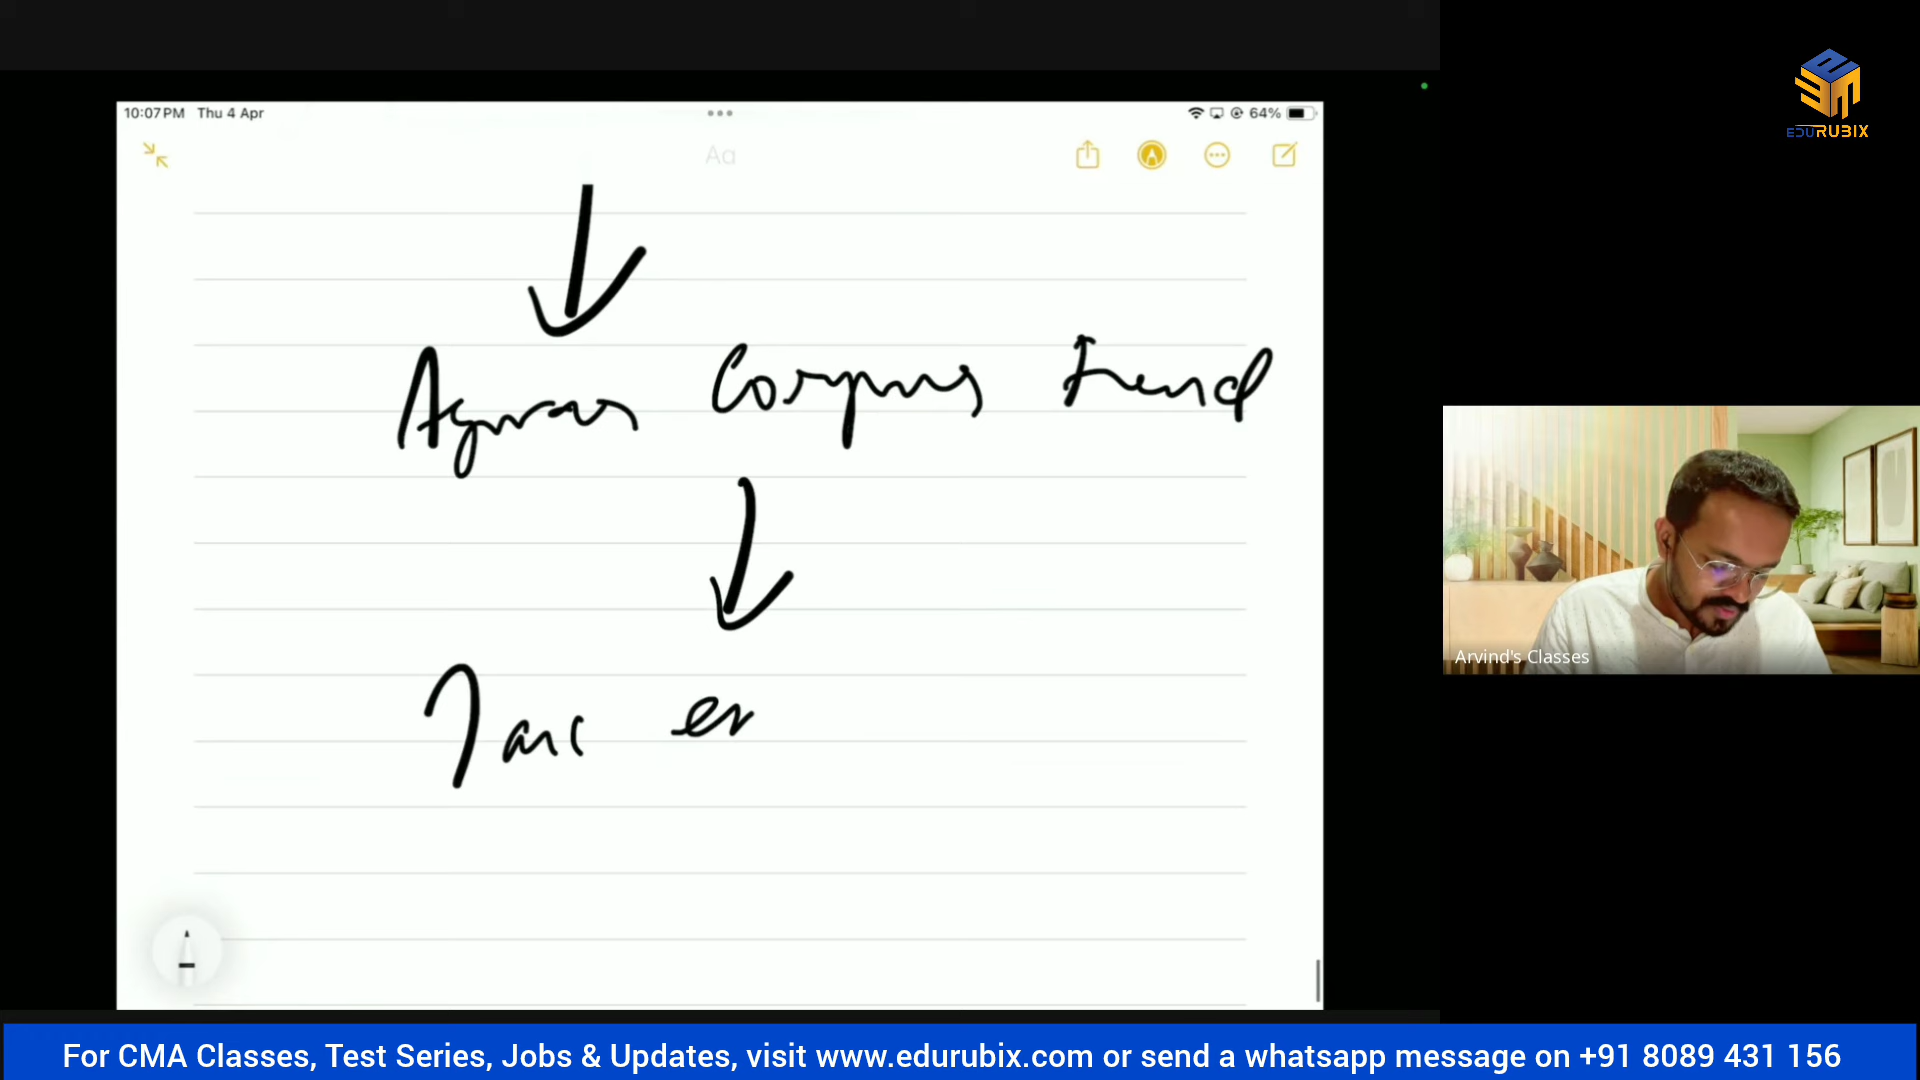 10:07 PM Thu 4 Apr
64%
Aa
EDURUBIX
Corpus fund
Arvind's Classes
For CMA Classes, Test Series, Jobs & Updates, visit www.edurubix.com or send a whatsapp message on +91 8089 431 156